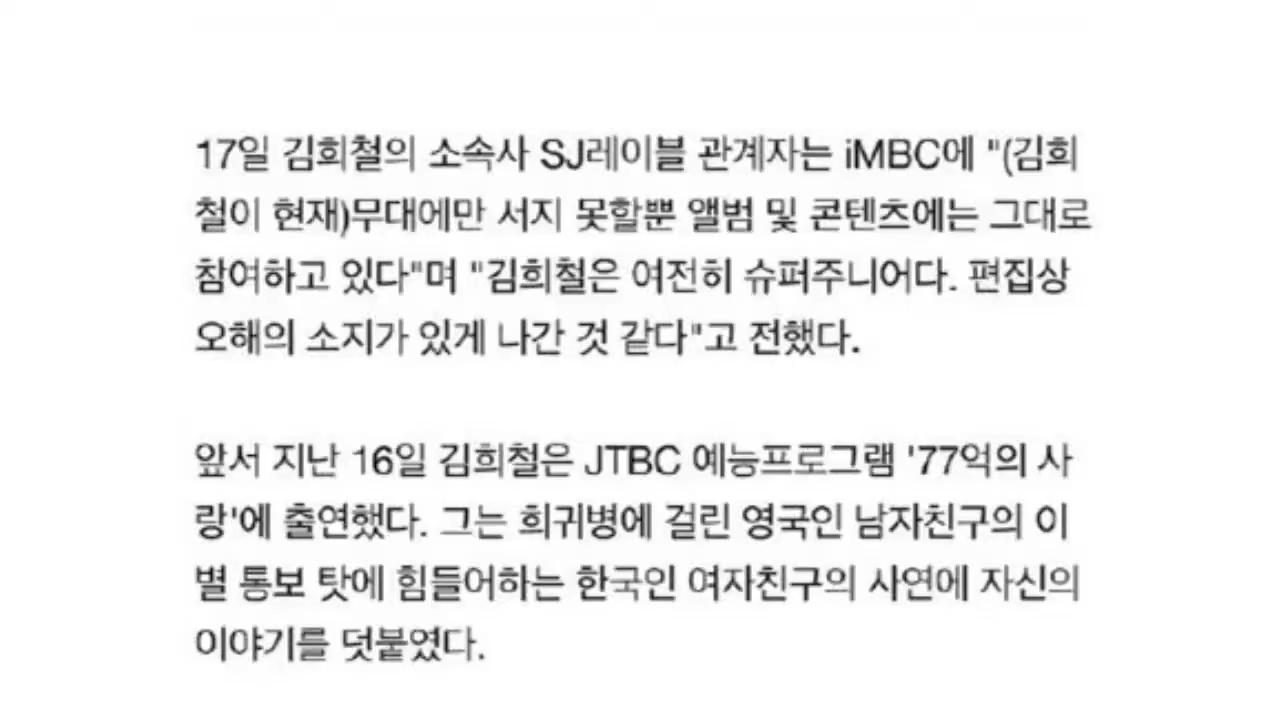 17일 김희철의 소속사 SJ레이블 관계자는 iMBC에 "(김희
철이 현재)무대에만 서지 못할뿐 앨범 및 콘텐츠에는 그대로
참여하고 있다"며 "김희철은 여전히 슈퍼주니어다. 편집상
오해의 소지가 있게 나간 것 같다"고 전했다.
앞서 지난 16일 김희철은 JTBC 예능프로그램 '77억의 사
랑'에 출연했다. 그는 희귀병에 걸린 영국인 남자친구의 이
별 통보 탓에 힘들어하는 한국인 여자친구의 사연에 자신의
이야기를 덧붙였다.